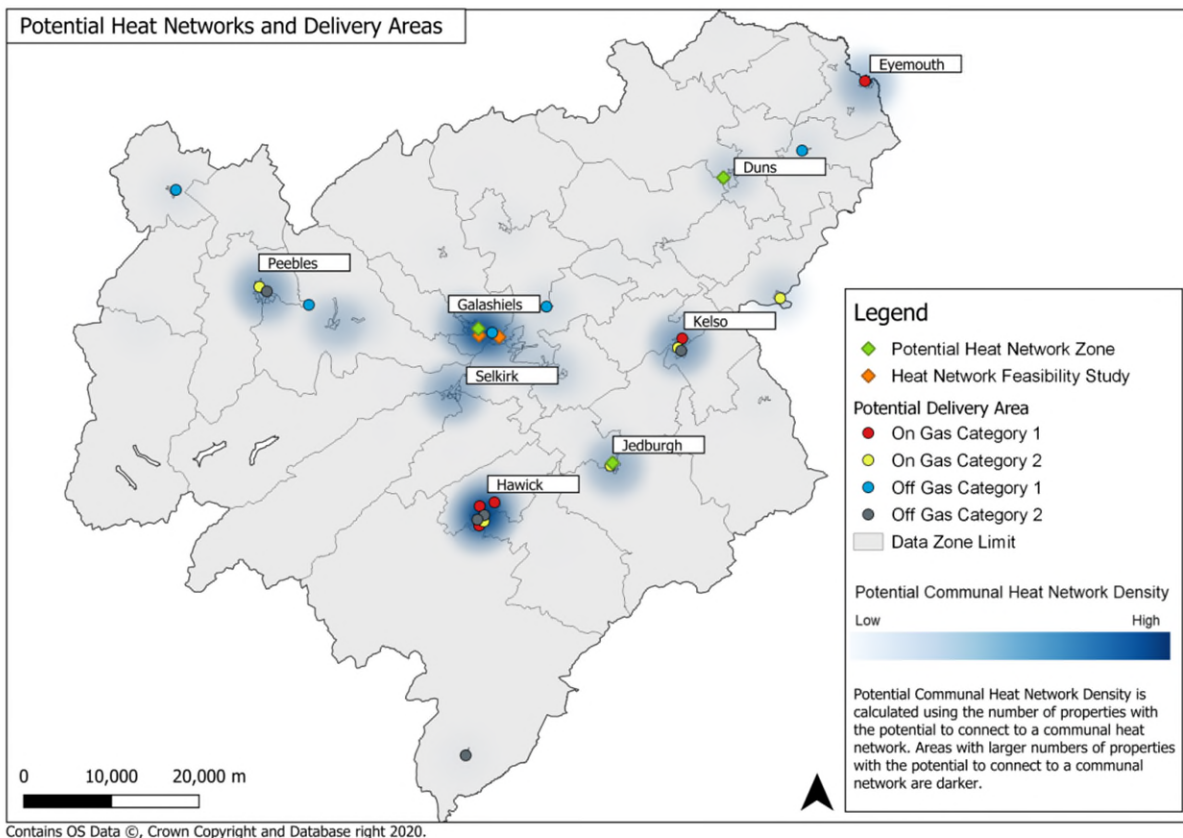 Potential Heat Networks and Delivery Areas
Eyemouth
Duns
Peebles
Galashiels
Kelso
Selkirk
Jedburgh
Hawick
Legend
Potential Heat Network Zone
Heat Network Feasibility Study
Potential Delivery Area
On Gas Category 1
On Gas Category 2
Off Gas Category 1
Off Gas Category 2
Data Zone Limit
Potential Communal Heat Network Density
Low High
Potential Communal Heat Network Density is
calculated using the number of properties with
the potential to connect to a communal heat
network. Areas with larger numbers of properties
with the potential to connect to a communal
network are darker.
0 10,000 20,000 m
Contains OS Data ©, Crown Copyright and Database right 2020.